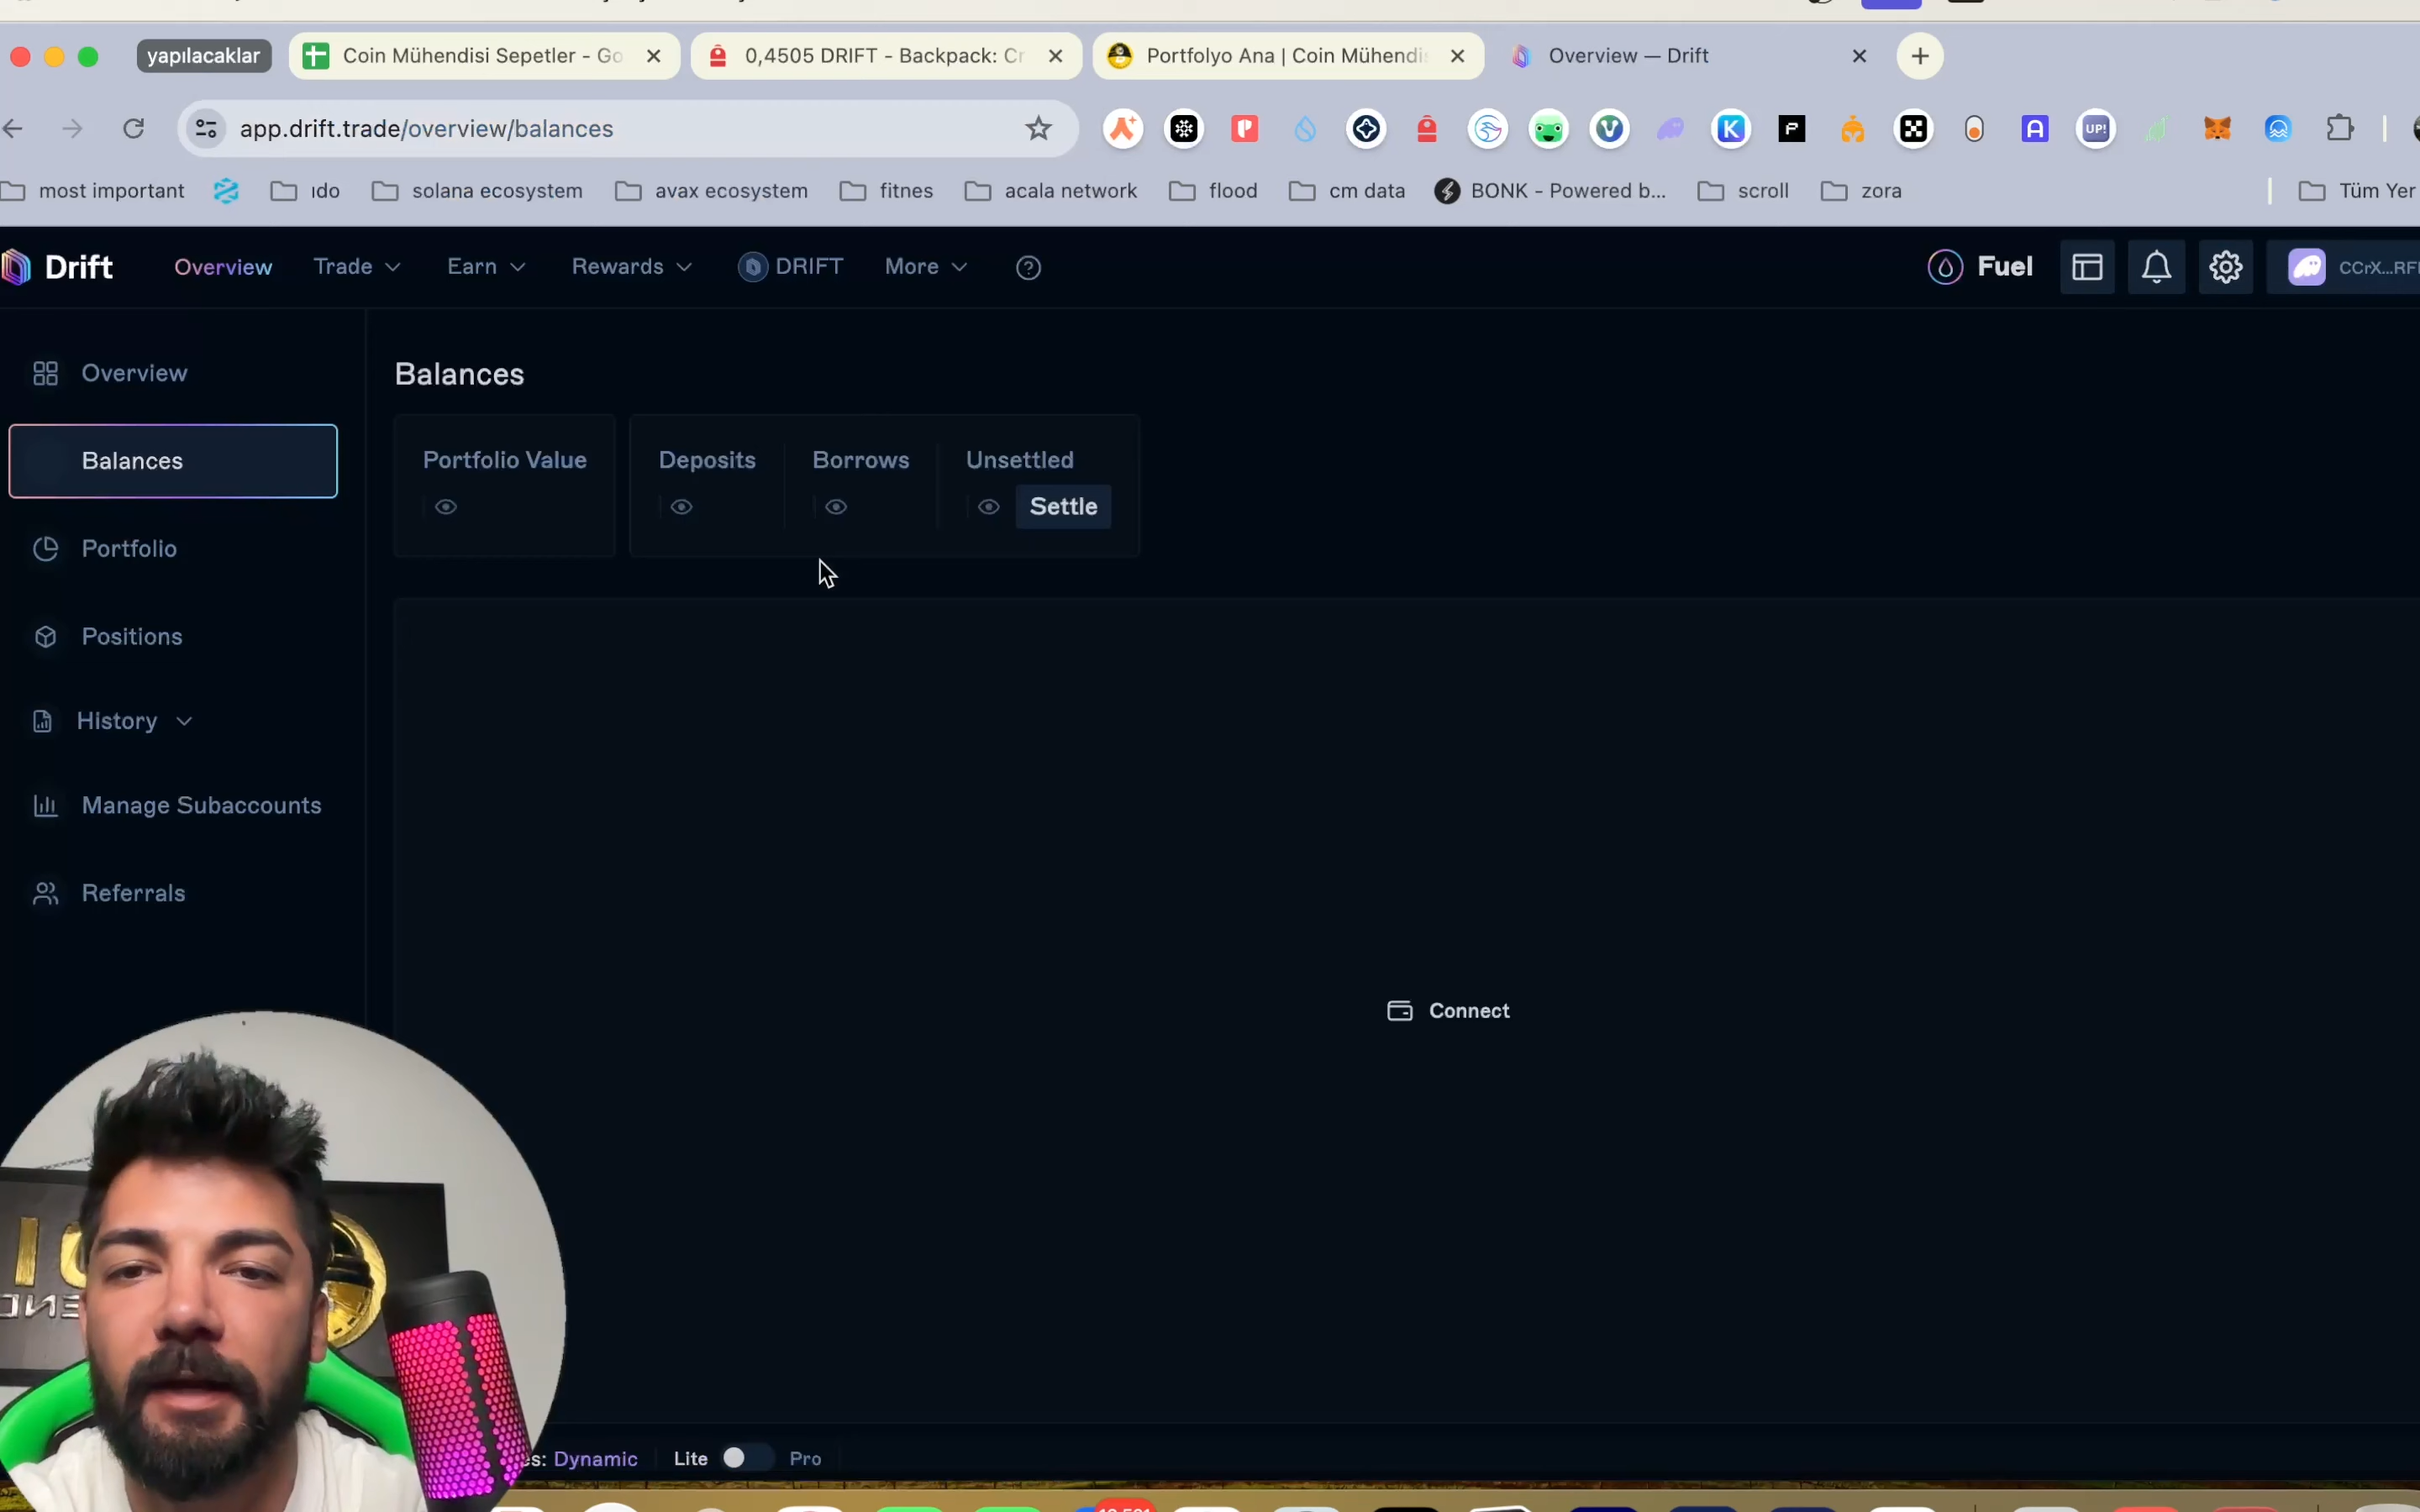 yapılacaklar
Coin Mühendisi Sepetler - Go
0,4505 DRIFT - Backpack: Cr
Portfolyo Ana | Coin Mühendis
Overview — Drift
app.drift.trade/overview/balances
UP!
most important
ıdo
solana ecosystem
avax ecosystem
fitnes
acala network
flood
cm data
BONK - Powered b...
scroll
zora
Tüm Yer
Drift
Overview
Trade
Earn
Rewards
DRIFT
More
Fuel
CCrX...RF
Overview
Balances
Portfolio
Positions
History
Manage Subaccounts
Referrals
Balances
Portfolio Value
Deposits
Borrows
Unsettled
Settle
Connect
es: Dynamic
Lite
Pro